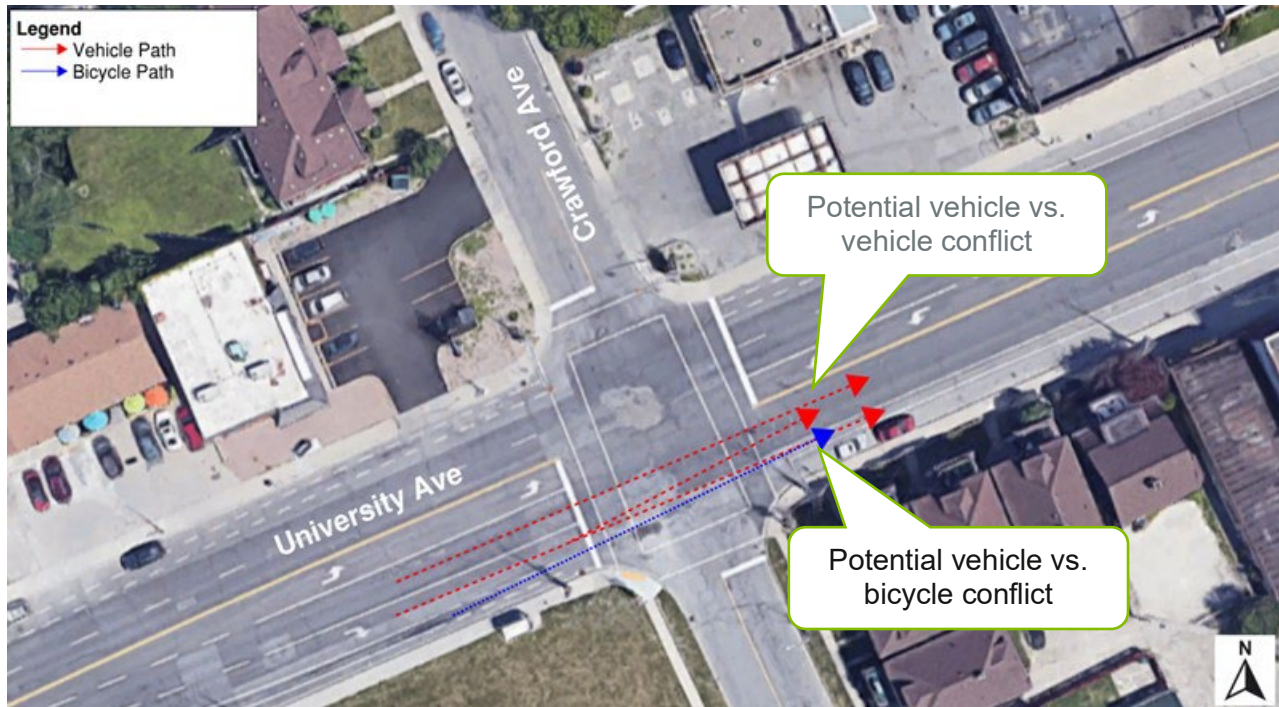 Legend
Vehicle Path
Bicycle Path
Crawford Ave
Potential vehicle vs.
vehicle conflict
University Ave
Potential vehicle vs.
bicycle conflict
N